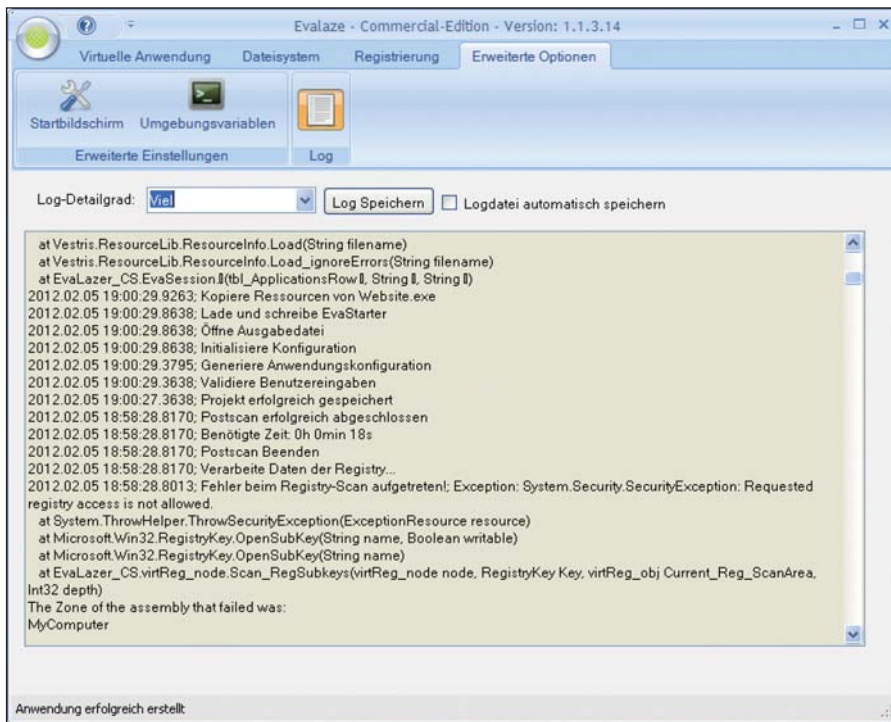 Evalaze - Commercial-Edition - Version: 1.1.3.14
Virtuelle Anwendung Dateisystem Registrierung Erweiterte Optionen
Startbildschirm Umgebungsvariablen
Erweiterte Einstellungen Log
Log-Detailgrad: Viel Log Speichern Logdatei automatisch speichern
at Vestris.ResourceLib.ResourceInfo.Load(String filename)
at Vestris.ResourceLib.ResourceInfo.Load_ignoreErrors(String filename)
at EvaLazer_CS.EvaSession.▯(tbl_ApplicationsRow ▯, String ▯, String ▯)
2012.02.05 19:00:29.9263; Kopiere Ressourcen von Website.exe
2012.02.05 19:00:29.8638; Lade und schreibe EvaStarter
2012.02.05 19:00:29.8638; Öffne Ausgabedatei
2012.02.05 19:00:29.8638; Initialisiere Konfiguration
2012.02.05 19:00:29.3795; Generiere Anwendungskonfiguration
2012.02.05 19:00:29.3638; Validiere Benutzereingaben
2012.02.05 19:00:27.3638; Projekt erfolgreich gespeichert
2012.02.05 18:58:28.8170; Postscan erfolgreich abgeschlossen
2012.02.05 18:58:28.8170; Benötigte Zeit: 0h 0min 18s
2012.02.05 18:58:28.8170; Postscan Beenden
2012.02.05 18:58:28.8170; Verarbeite Daten der Registry...
2012.02.05 18:58:28.8013; Fehler beim Registry-Scan aufgetreten!; Exception: System.Security.SecurityException: Requested
registry access is not allowed.
at System.ThrowHelper.ThrowSecurityException(ExceptionResource resource)
at Microsoft.Win32.RegistryKey.OpenSubKey(String name, Boolean writable)
at Microsoft.Win32.RegistryKey.OpenSubKey(String name)
at EvaLazer_CS.virtReg_node.Scan_RegSubkeys(virtReg_node node, RegistryKey Key, virtReg_obj Current_Reg_ScanArea,
Int32 depth)
The Zone of the assembly that failed was:
MyComputer
Anwendung erfolgreich erstellt